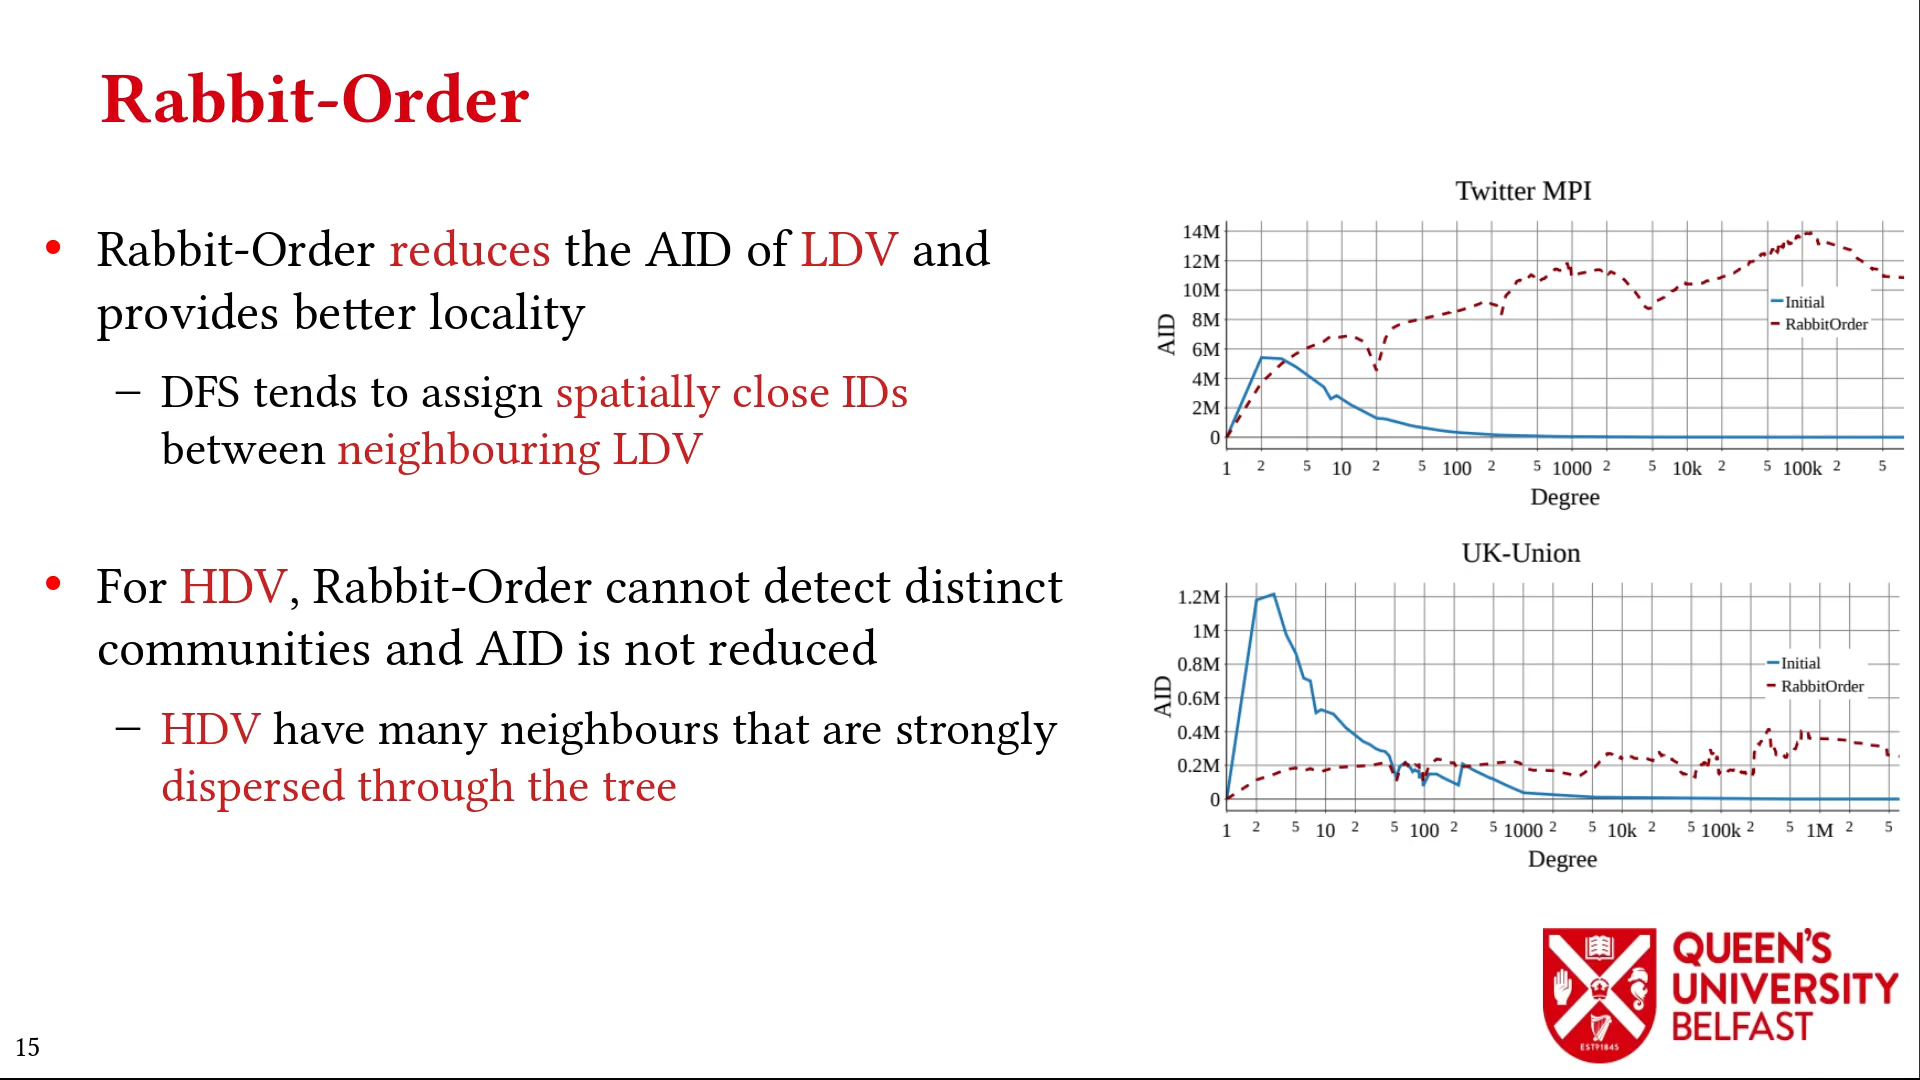 Rabbit-Order
• Rabbit-Order reduces the AID of LDV and
provides better locality
– DFS tends to assign spatially close IDs
between neighbouring LDV
• For HDV, Rabbit-Order cannot detect distinct
communities and AID is not reduced
– HDV have many neighbours that are strongly
dispersed through the tree
Twitter MPI
14M
12M
10M
8M
6M
4M
2M
0
AID
Initial
RabbitOrder
1 2 5 10 2 5 100 2 5 1000 2 5 10k 2 5 100k 2 5
Degree
UK-Union
1.2M
1M
0.8M
0.6M
0.4M
0.2M
0
AID
Initial
RabbitOrder
1 2 5 10 2 5 100 2 5 1000 2 5 10k 2 5 100k 2 5 1M 2 5
Degree
QUEEN'S
UNIVERSITY
BELFAST
ESTD1845
15